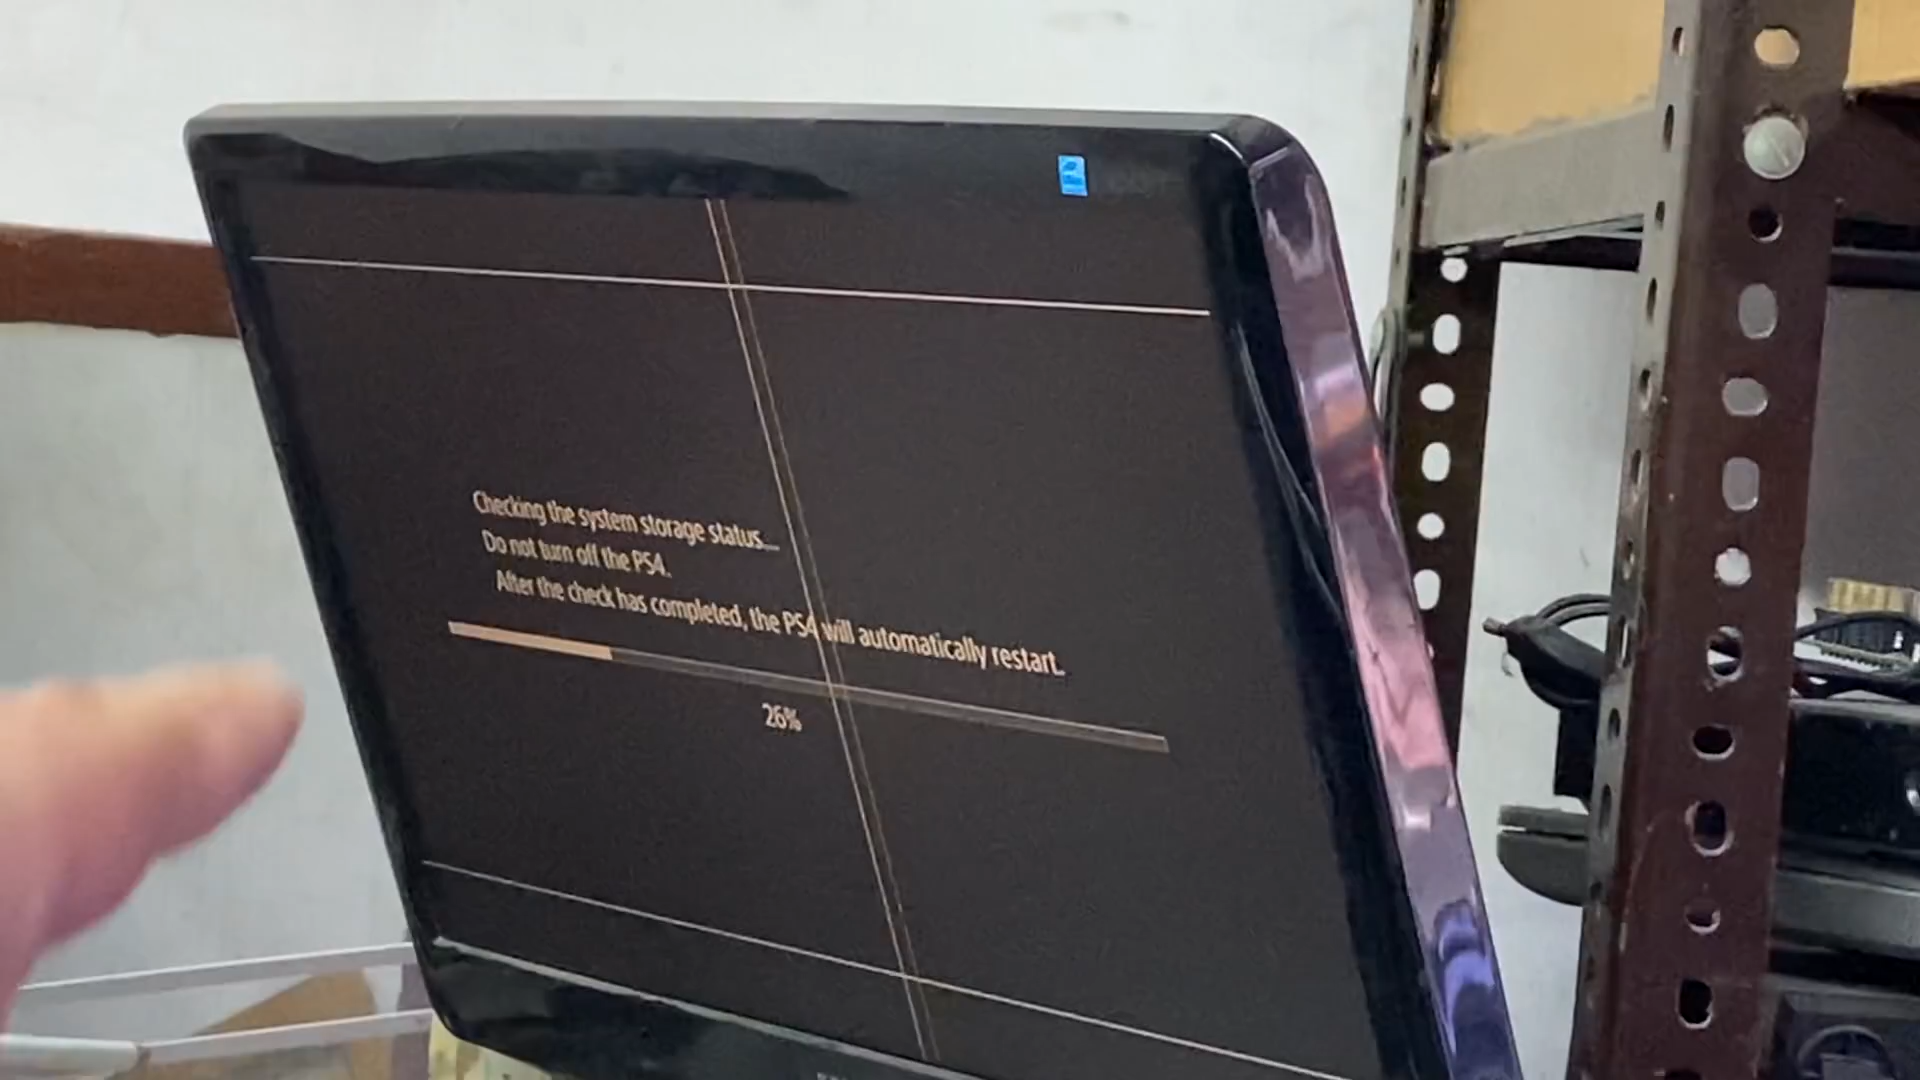 Checking the system storage status...
Do not turn off the PS4.
After the check has completed, the PS4 will automatically restart.
26%